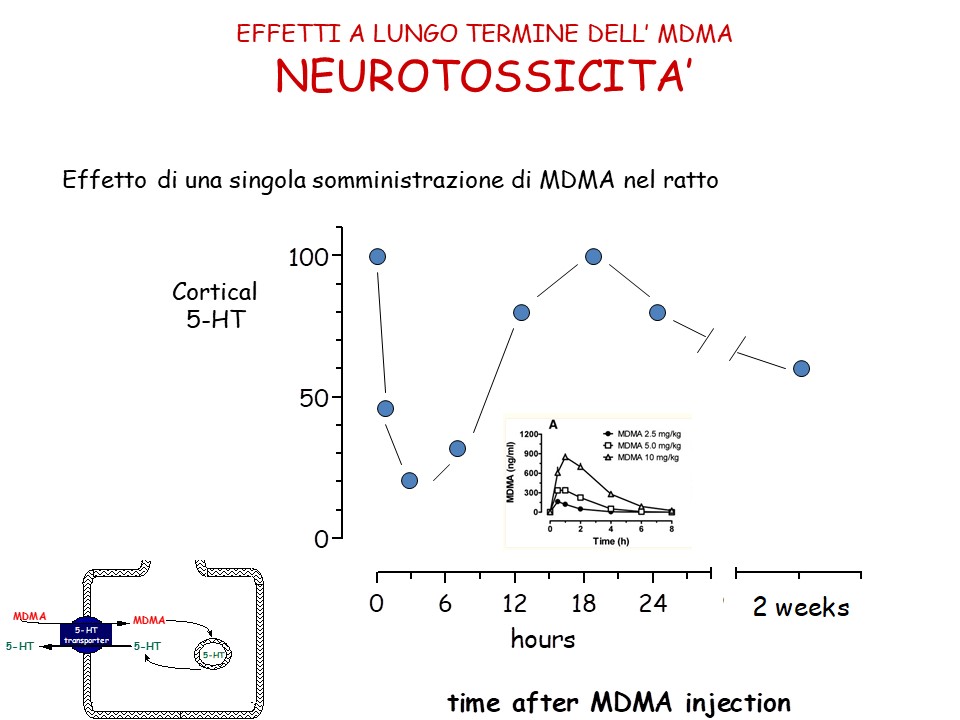 EFFETTI A LUNGO TERMINE DELL' MDMA
NEUROTOSSICITA'
Effetto di una singola somministrazione di MDMA nel ratto
Cortical
5-HT
100
50
0
A
MDMA 2.5 mg/kg
MDMA 5.0 mg/kg
MDMA 10 mg/kg
MDMA (ng/ml)
1200
900
600
300
0
0 2 4 6 8
Time (h)
MDMA
MDMA
5-HT
transporter
5-HT
5-HT
5-HT
0 6 12 18 24
2 weeks
hours
time after MDMA injection